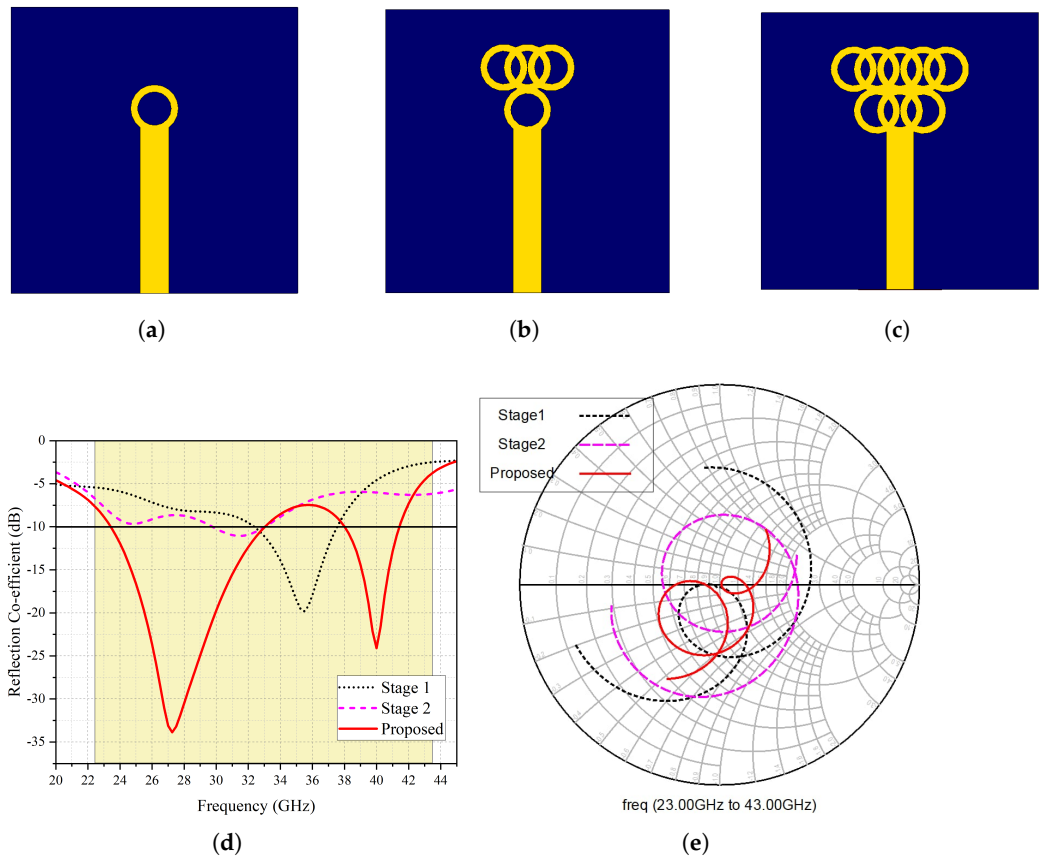 (a)
(b)
(c)
Reflection Co-efficient (dB)
0
-5
-10
-15
-20
-25
-30
-35
20 22 24 26 28 30 32 34 36 38 40 42 44
Frequency (GHz)
Stage 1
Stage 2
Proposed
(d)
Stage1
Stage2
Proposed
freq (23.00GHz to 43.00GHz)
(e)